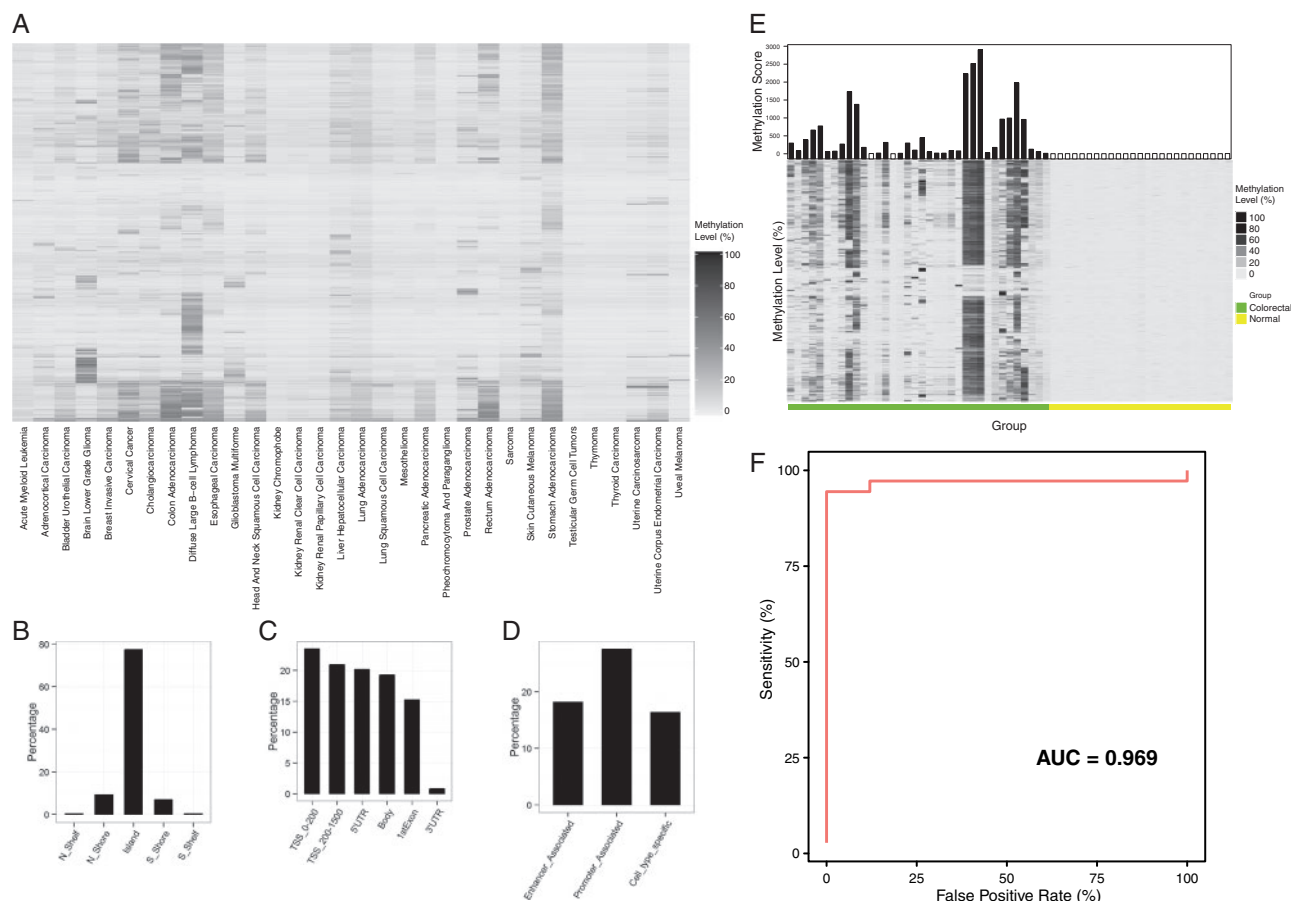 A
Methylation
Level (%)
100
80
60
40
20
0
Acute Myeloid Leukemia
Adrenocortical Carcinoma
Bladder Urothelial Carcinoma
Brain Lower Grade Glioma
Breast Invasive Carcinoma
Cervical Cancer
Cholangiocarcinoma
Colon Adenocarcinoma
Diffuse Large B-cell Lymphoma
Esophageal Carcinoma
Glioblastoma Multiforme
Head And Neck Squamous Cell Carcinoma
Kidney Chromophobe
Kidney Renal Clear Cell Carcinoma
Kidney Renal Papillary Cell Carcinoma
Liver Hepatocellular Carcinoma
Lung Adenocarcinoma
Lung Squamous Cell Carcinoma
Mesothelioma
Pancreatic Adenocarcinoma
Pheochromocytoma And Paraganglioma
Prostate Adenocarcinoma
Rectum Adenocarcinoma
Sarcoma
Skin Cutaneous Melanoma
Stomach Adenocarcinoma
Testicular Germ Cell Tumors
Thymoma
Thyroid Carcinoma
Uterine Carcinosarcoma
Uterine Corpus Endometrial Carcinoma
Uveal Melanoma
B
Percentage
80
60
40
20
0
N_Shelf
N_Shore
Island
S_Shore
S_Shelf
C
Percentage
20
15
10
5
0
TSS_0-200
TSS_200-1500
5'UTR
Body
1stExon
3'UTR
D
Percentage
20
10
0
Enhancer_Associated
Promoter_Associated
Cell_type_specific
E
Methylation Score
3000
2500
2000
1500
1000
500
0
Methylation Level (%)
Group
Methylation
Level (%)
100
80
60
40
20
0
Group
Colorectal
Normal
F
Sensitivity (%)
100
75
50
25
0
AUC = 0.969
0
25
50
75
100
False Positive Rate (%)